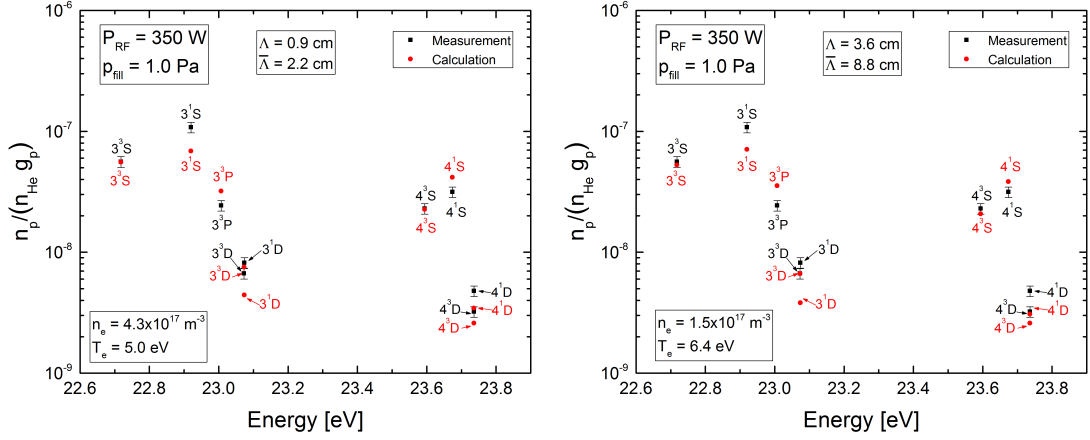 P_RF = 350 W
p_fill = 1.0 Pa
Λ = 0.9 cm
Λ̅ = 2.2 cm
Measurement
Calculation
10⁻⁶
10⁻⁷
10⁻⁸
10⁻⁹
n_p/(n_He g_p)
3³S
3³S
3¹S
3¹S
3³P
3³P
3³D
3¹D
3³D
3¹D
4¹S
4³S
4¹S
4³S
4¹D
4³D
4¹D
4³D
n_e = 4.3x10¹⁷ m⁻³
T_e = 5.0 eV
22.6 22.8 23.0 23.2 23.4 23.6 23.8
Energy [eV]
P_RF = 350 W
p_fill = 1.0 Pa
Λ = 3.6 cm
Λ̅ = 8.8 cm
Measurement
Calculation
10⁻⁶
10⁻⁷
10⁻⁸
10⁻⁹
n_p/(n_He g_p)
3³S
3³S
3¹S
3¹S
3³P
3³P
3³D
3¹D
3³D
3¹D
4¹S
4³S
4¹S
4³S
4¹D
4³D
4¹D
4³D
n_e = 1.5x10¹⁷ m⁻³
T_e = 6.4 eV
22.6 22.8 23.0 23.2 23.4 23.6 23.8
Energy [eV]